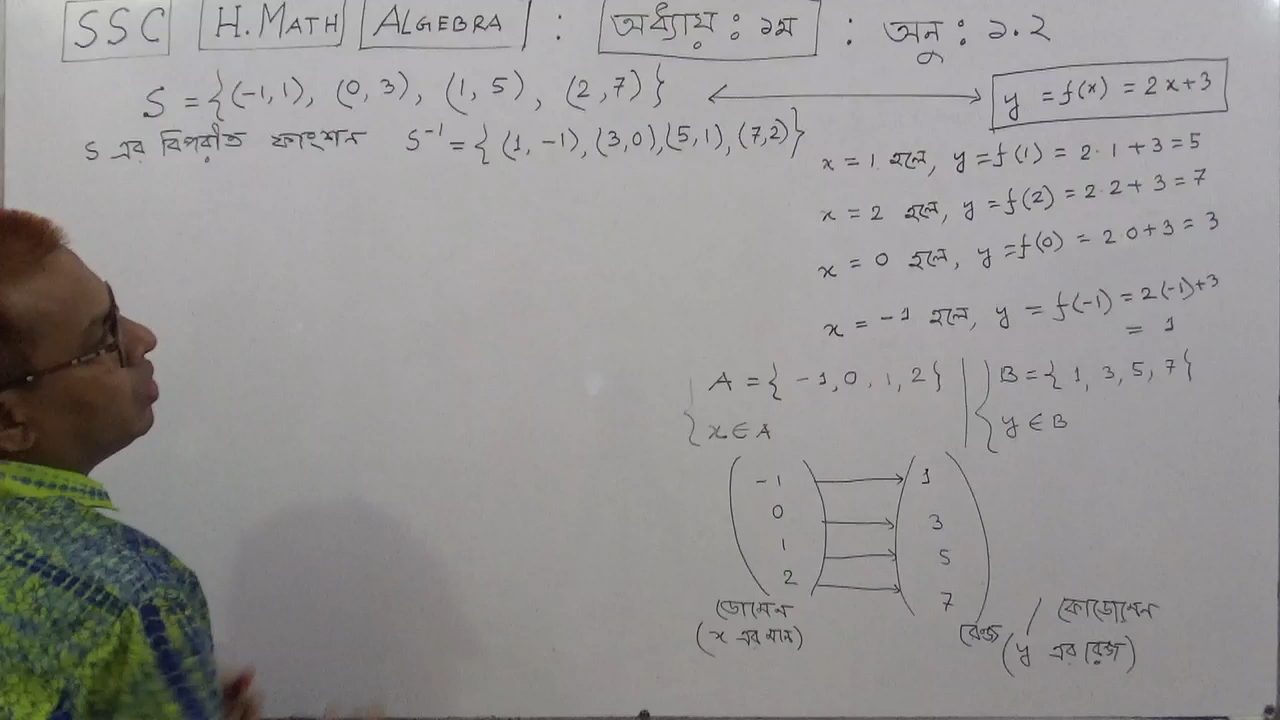 SSC H.MATH ALGEBRA : অধ্যায় : ১ম : অনু : ১.২
S = {(-1, 1), (0, 3), (1, 5), (2, 7)} ⟷ y = f(x) = 2x+3
S এর বিপরীত ফাংশন S⁻¹ = {(1, -1), (3,0), (5,1), (7,2)}
x = 1 হলে, y = f(1) = 2·1+3 = 5
x = 2 হলে, y = f(2) = 2·2+3 = 7
x = 0 হলে, y = f(0) = 2 0+3 = 3
x = -1 হলে, y = f(-1) = 2(-1)+3
= 1
A = { -1, 0, 1, 2} | B = { 1, 3, 5, 7 }
x ∈ A | y ∈ B
-1 → 1
0 → 3
1 → 5
2 → 7
ডোমেন রেঞ্জ / কোডোমেন
(x এর মান) (y এর রেঞ্জ)